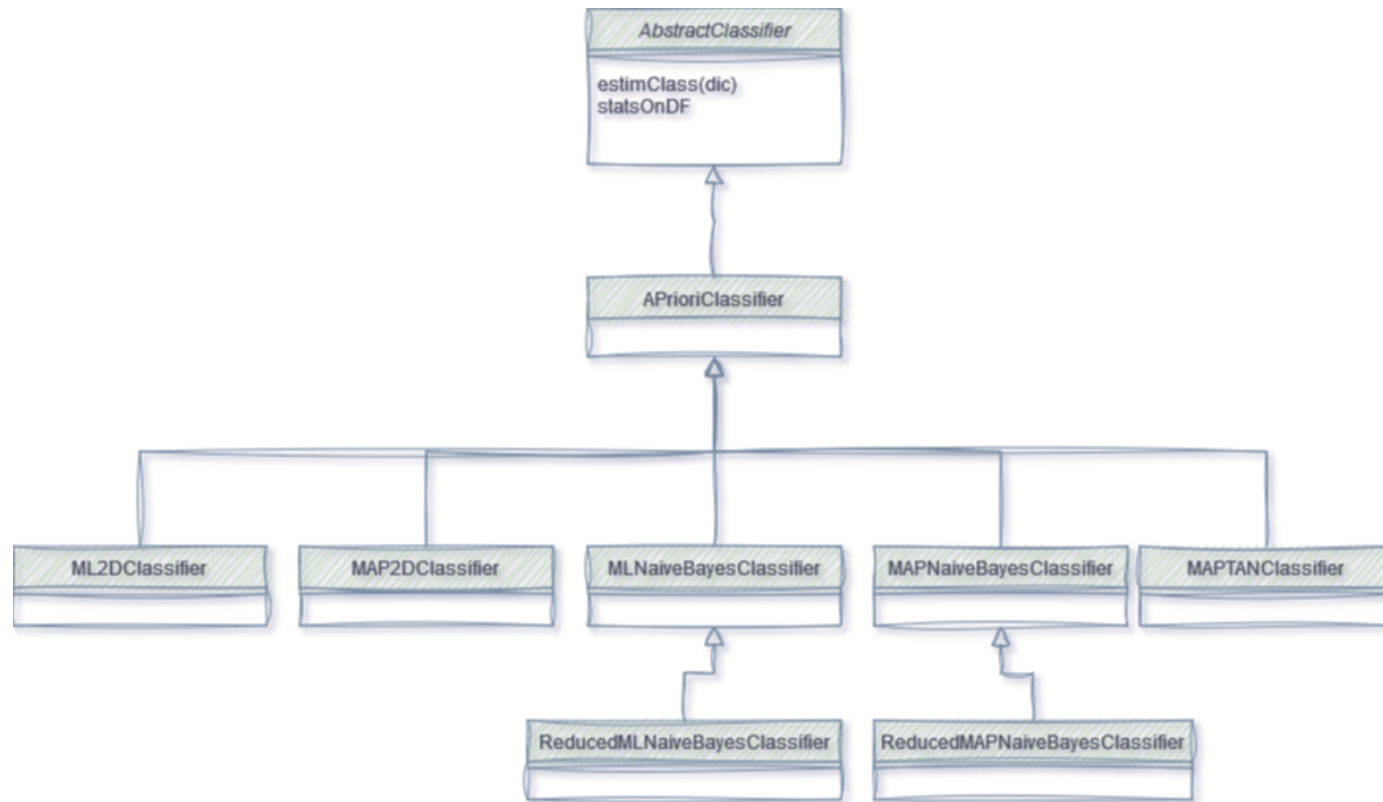 AbstractClassifier
estimClass(dic)
statsOnDF
APrioriClassifier
ML2DClassifier
MAP2DClassifier
MLNaiveBayesClassifier
MAPNaiveBayesClassifier
MAPTANClassifier
ReducedMLNaiveBayesClassifier
ReducedMAPNaiveBayesClassifier